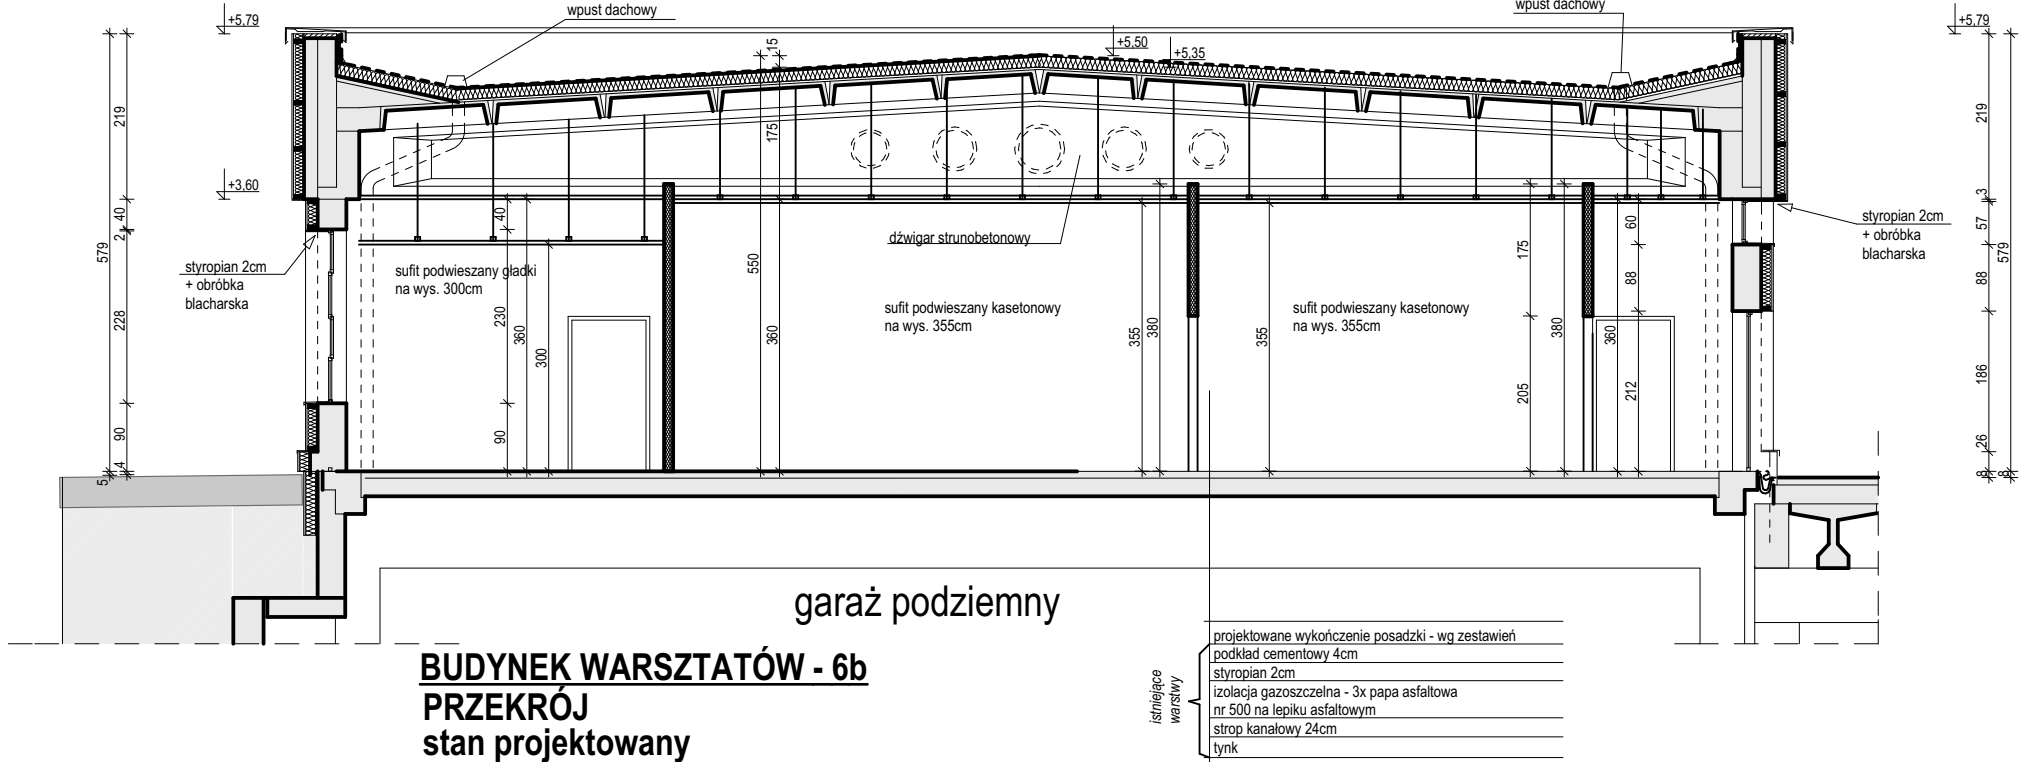 wpust dachowy
wpust dachowy
+5,79
+5,79
+5,50
+5,35
15
219
175
219
+3,60
3
40
2
40
60
57
579
579
styropian 2cm
+ obróbka
blacharska
styropian 2cm
+ obróbka
blacharska
dźwigar strunobetonowy
sufit podwieszany gładki
na wys. 300cm
sufit podwieszany kasetonowy
na wys. 355cm
sufit podwieszany kasetonowy
na wys. 355cm
550
175
88
88
228
230
360
300
360
355
380
355
380
360
205
212
186
90
90
4
5
26
8
8
garaż podziemny
BUDYNEK WARSZTATÓW - 6b
PRZEKRÓJ
stan projektowany
istniejące
warstwy
projektowane wykończenie posadzki - wg zestawień
podkład cementowy 4cm
styropian 2cm
izolacja gazoszczelna - 3x papa asfaltowa
nr 500 na lepiku asfaltowym
strop kanałowy 24cm
tynk